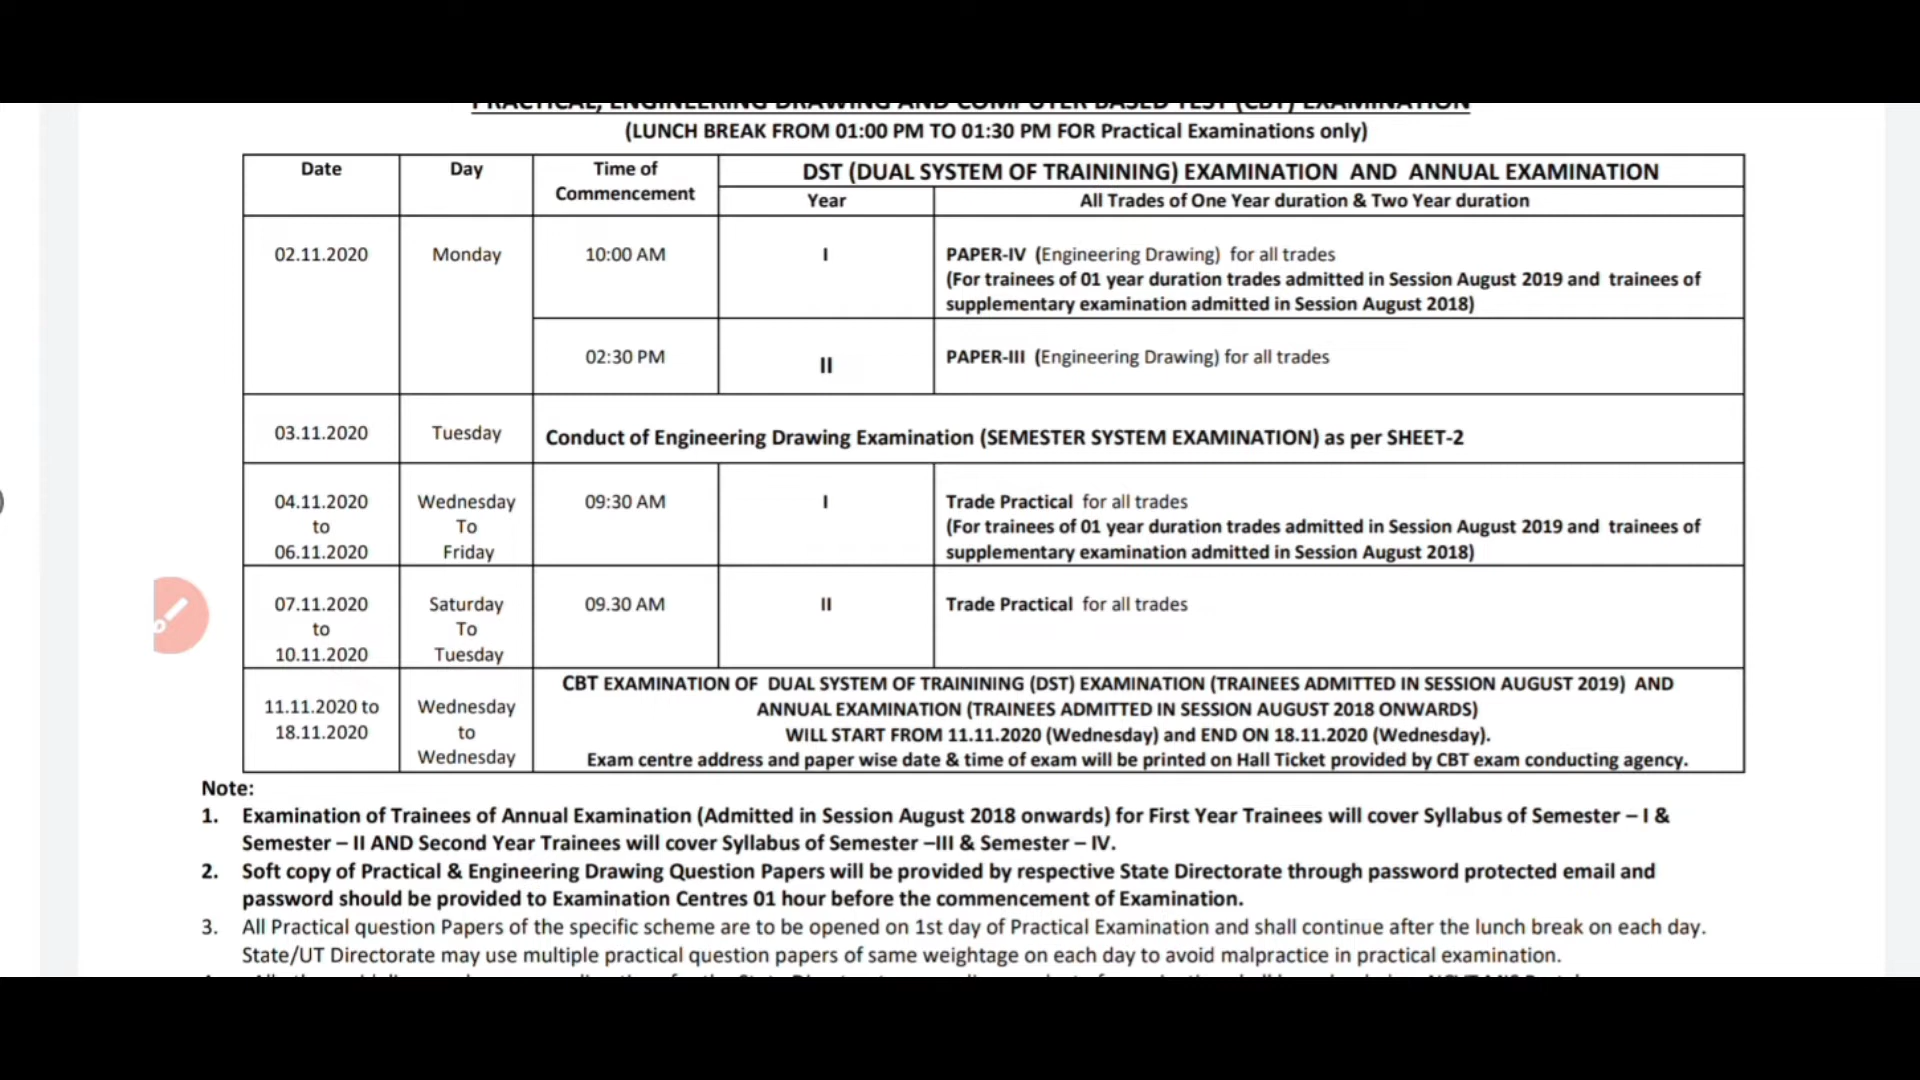 PRACTICAL, ENGINEERING DRAWING AND COMPUTER BASED TEST (CBT) EXAMINATION
(LUNCH BREAK FROM 01:00 PM TO 01:30 PM FOR Practical Examinations only)
Date Day Time of Commencement DST (DUAL SYSTEM OF TRAININING) EXAMINATION AND ANNUAL EXAMINATION
Year All Trades of One Year duration & Two Year duration
02.11.2020 Monday 10:00 AM I PAPER-IV (Engineering Drawing) for all trades
(For trainees of 01 year duration trades admitted in Session August 2019 and trainees of
supplementary examination admitted in Session August 2018)
02:30 PM II PAPER-III (Engineering Drawing) for all trades
03.11.2020 Tuesday Conduct of Engineering Drawing Examination (SEMESTER SYSTEM EXAMINATION) as per SHEET-2
04.11.2020 Wednesday 09:30 AM I Trade Practical for all trades
to To (For trainees of 01 year duration trades admitted in Session August 2019 and trainees of
06.11.2020 Friday supplementary examination admitted in Session August 2018)
07.11.2020 Saturday 09.30 AM II Trade Practical for all trades
to To
10.11.2020 Tuesday
CBT EXAMINATION OF DUAL SYSTEM OF TRAININING (DST) EXAMINATION (TRAINEES ADMITTED IN SESSION AUGUST 2019) AND
11.11.2020 to Wednesday ANNUAL EXAMINATION (TRAINEES ADMITTED IN SESSION AUGUST 2018 ONWARDS)
18.11.2020 to WILL START FROM 11.11.2020 (Wednesday) and END ON 18.11.2020 (Wednesday).
Wednesday Exam centre address and paper wise date & time of exam will be printed on Hall Ticket provided by CBT exam conducting agency.
Note:
1. Examination of Trainees of Annual Examination (Admitted in Session August 2018 onwards) for First Year Trainees will cover Syllabus of Semester – I &
Semester – II AND Second Year Trainees will cover Syllabus of Semester –III & Semester – IV.
2. Soft copy of Practical & Engineering Drawing Question Papers will be provided by respective State Directorate through password protected email and
password should be provided to Examination Centres 01 hour before the commencement of Examination.
3. All Practical question Papers of the specific scheme are to be opened on 1st day of Practical Examination and shall continue after the lunch break on each day.
State/UT Directorate may use multiple practical question papers of same weightage on each day to avoid malpractice in practical examination.